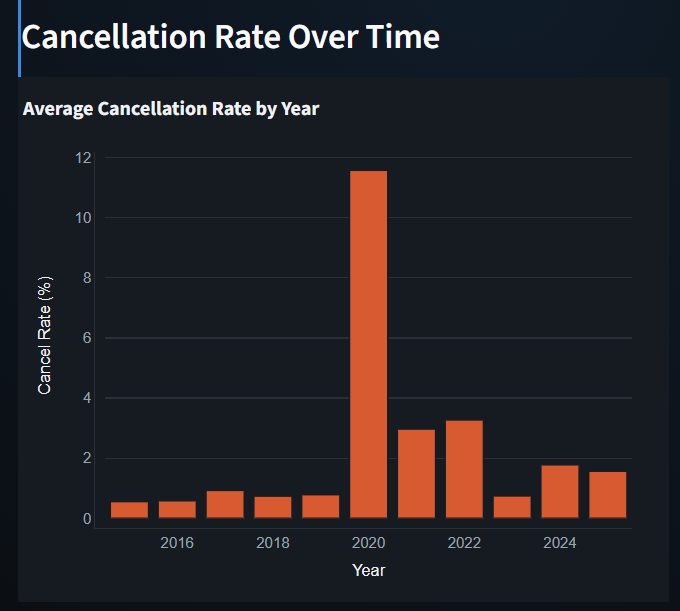 Cancellation Rate Over Time
Average Cancellation Rate by Year
12
10
8
6
4
2
0
Cancel Rate (%)
2016 2018 2020 2022 2024
Year